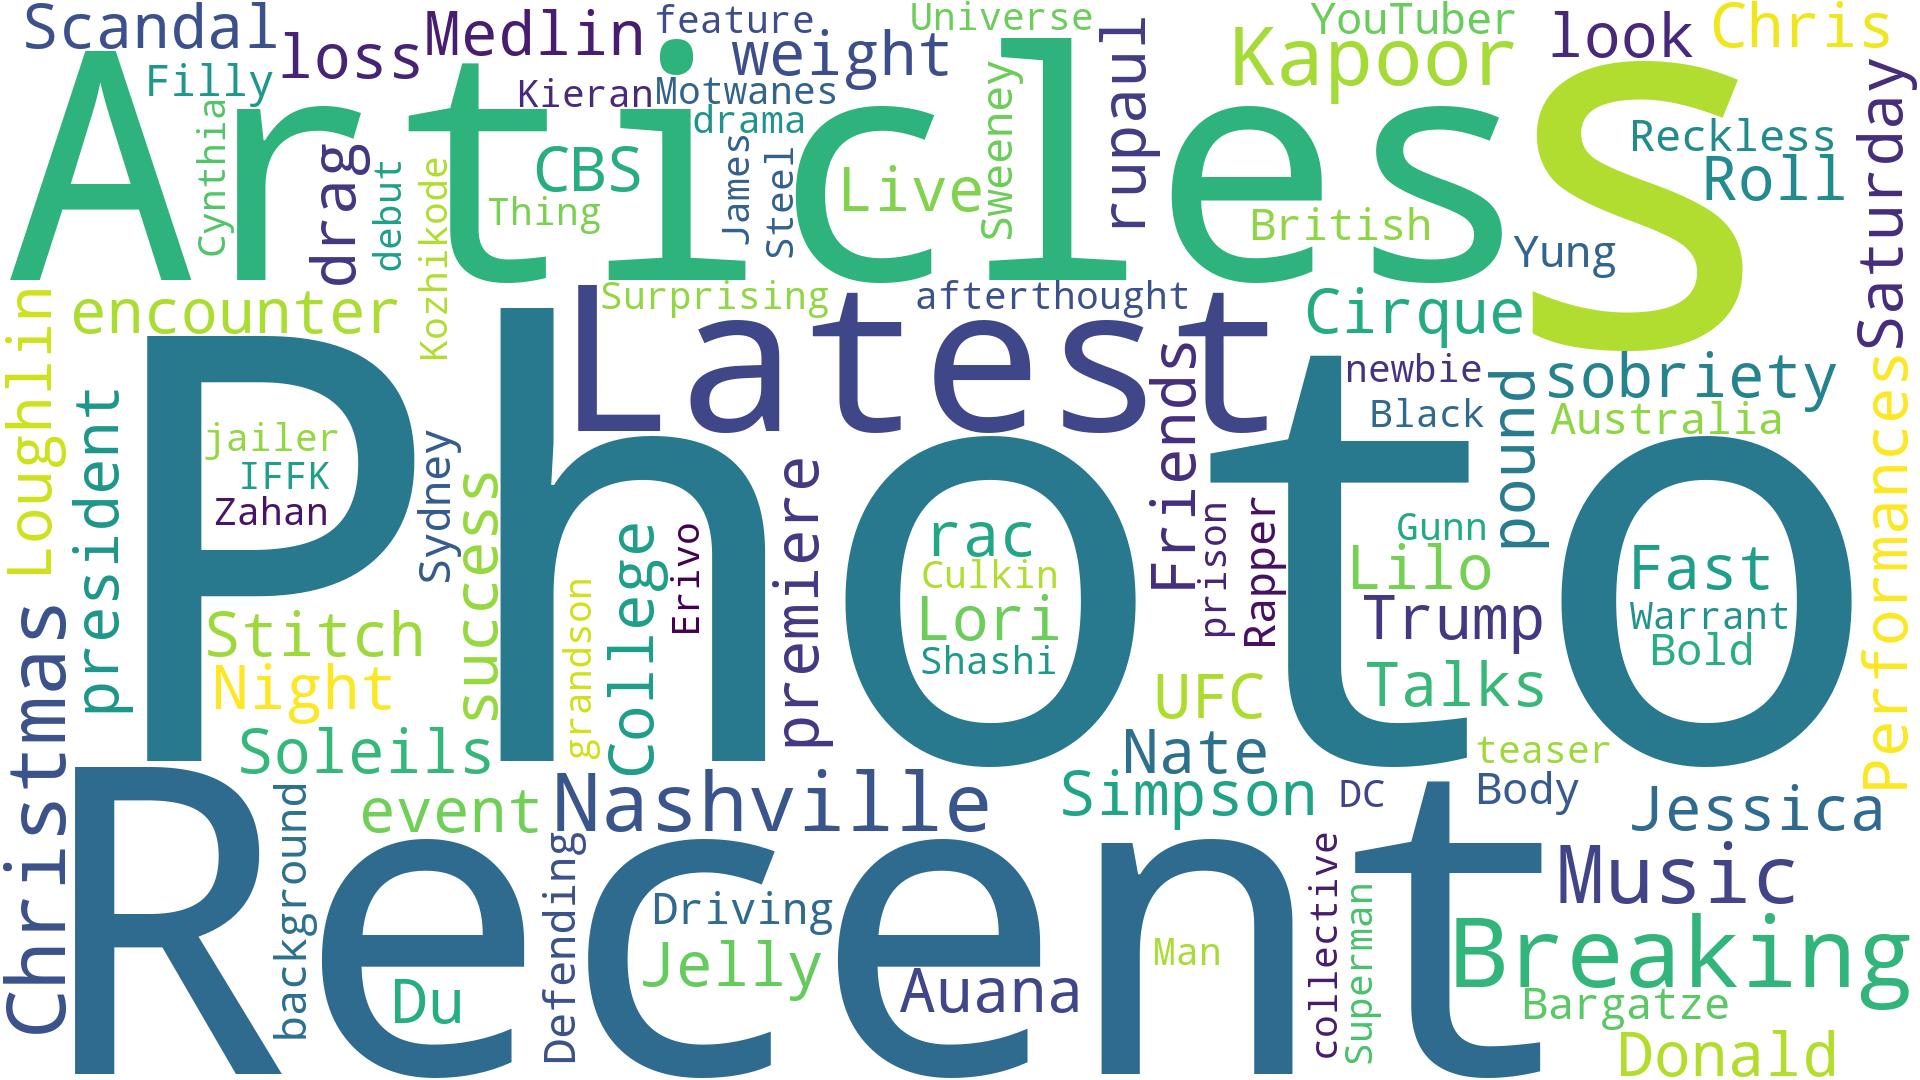 Scandal
Articles
S
Filly
loss
Medlin
feature
weight
Universe
Kieran
Motwanes
drama
Cynthia
drag
debut
Kozhikode
CBS
Thing
James
Steel
Live
Sweeney
rupaul
YouTuber
Kapoor
look
Chris
Reckless
Roll
Saturday
British
Yung
Surprising
afterthought
Latest
encounter
Cirque
Loughlin
president
Photo
jailer
IFFK
Zahan
Sydney
success
newbie
Black
pound
sobriety
Australia
Friends
Performances
premiere
College
Erivo
grandson
rac
Culkin
Lori
Shashi
prison
Rapper
Gunn
Lilo
Trump
Talks
Fast
Warrant
Bold
Stitch
Night
Christmas
Soleils
UFC
Nate
teaser
Recent
event
Nashville
Simpson
DC
Body
Jessica
background
Defending
Driving
Jelly
Du
Auana
Man
collective
Superman
Music
Breaking
Bargatze
Donald